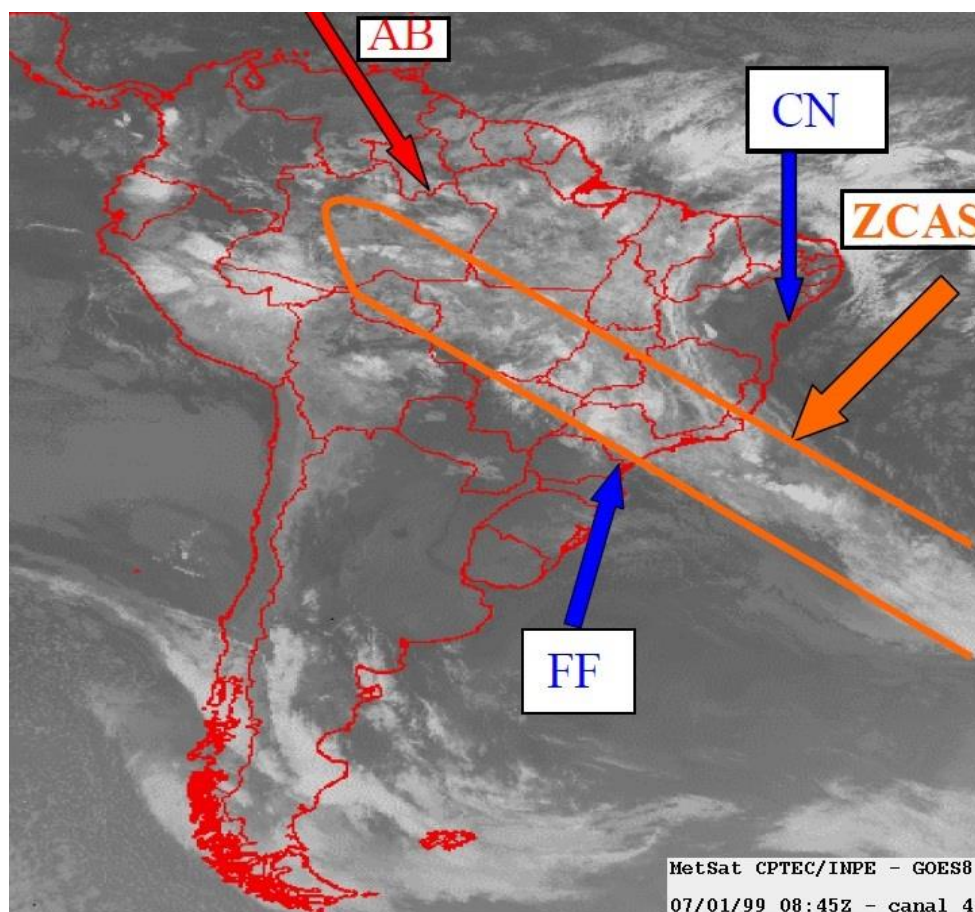 AB
CN
ZCAS
FF
MetSat CPTEC/INPE - GOES8
07/01/99 08:45Z - canal 4